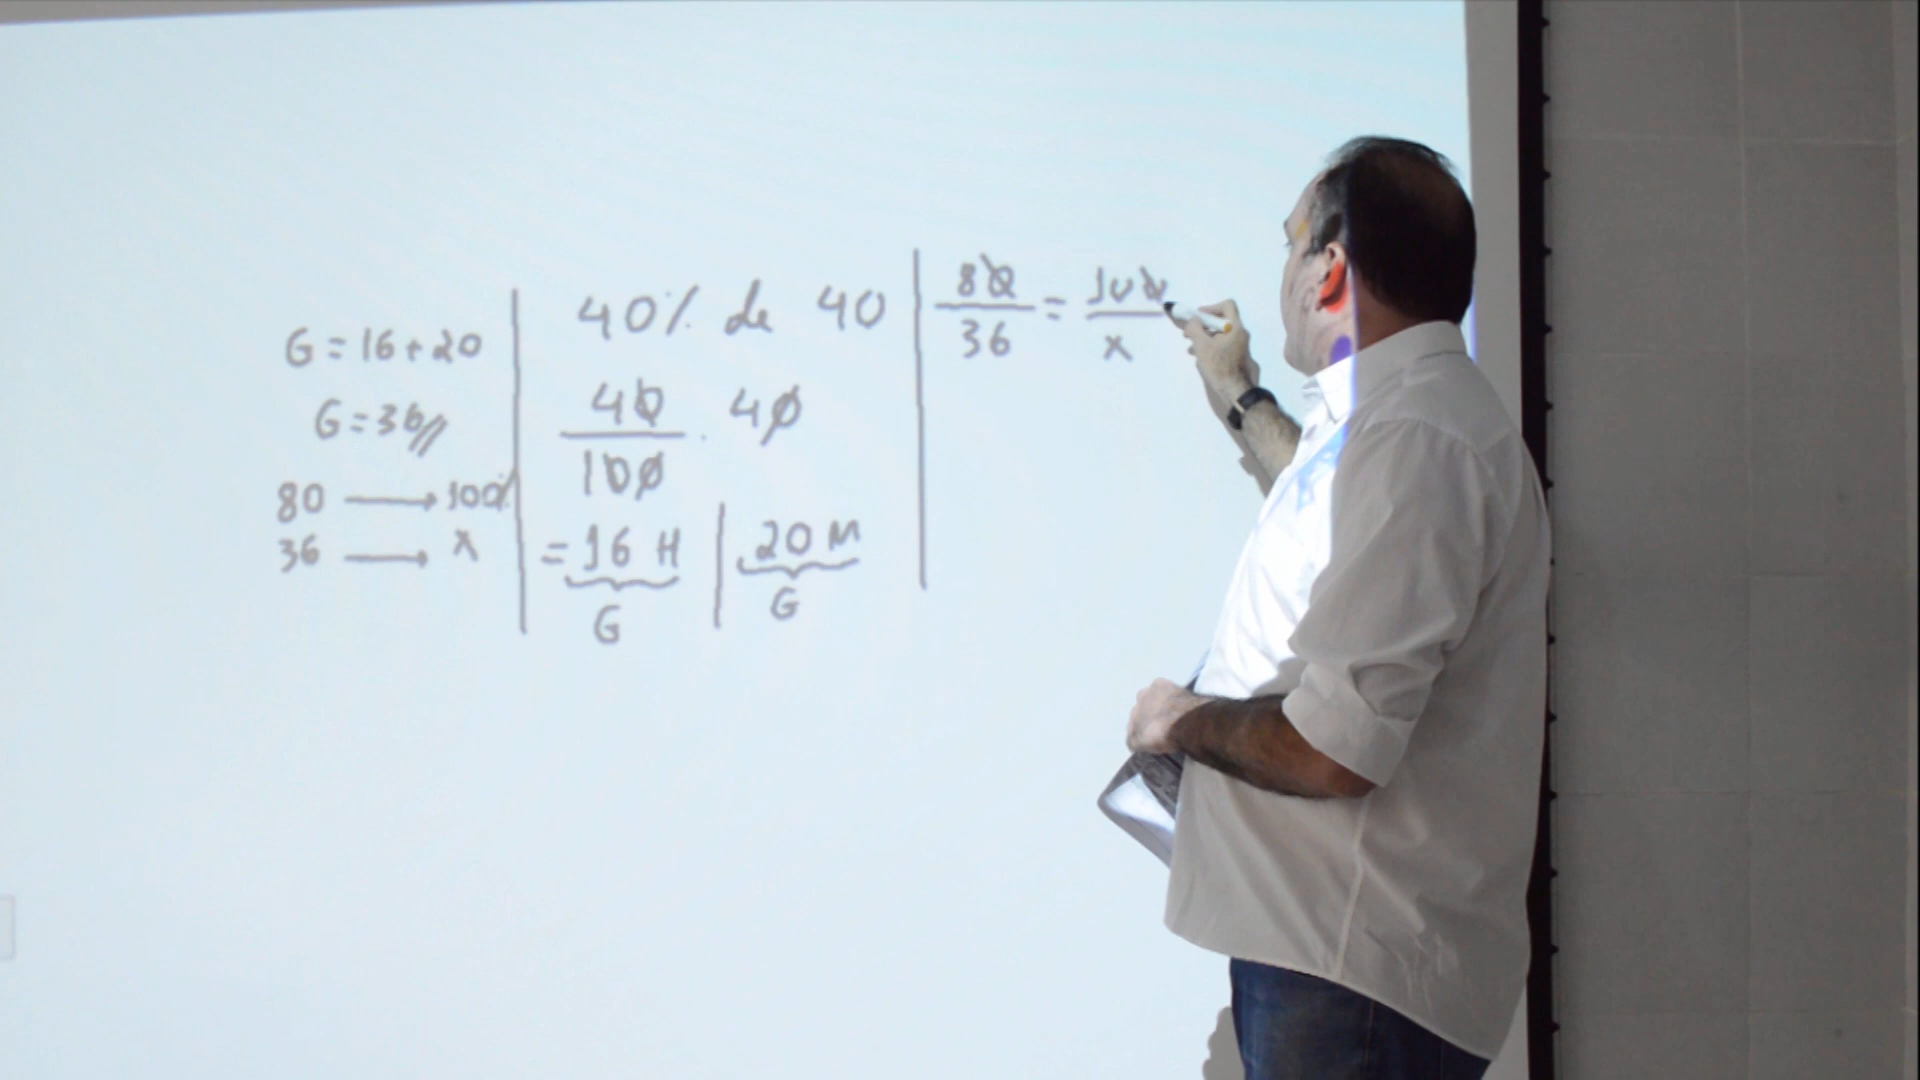 G = 16 + 20
G = 36//
80 → 100%
36 → x
40% de 40
40/100 . 40
= 16 H | 20 M
G G
80/36 = 100/x